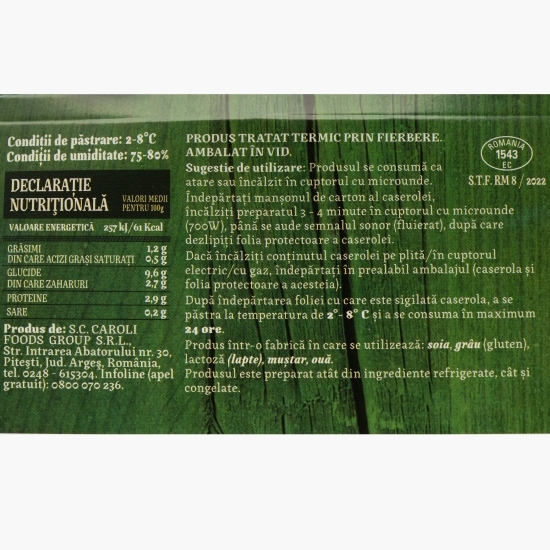 Condiții de păstrare: 2-8°C
Condiții de umiditate: 75-80%
DECLARAȚIE
NUTRIȚIONALĂ
VALORI MEDII
PENTRU 100g
VALOARE ENERGETICĂ 257 kJ/61 Kcal
GRĂSIMI 1,2 g
DIN CARE ACIZI GRAȘI SATURAȚI 0,5 g
GLUCIDE 9,6 g
DIN CARE ZAHARURI 2,7 g
PROTEINE 2,9 g
SARE 0,2 g
Produs de: S.C. CAROLI
FOODS GROUP S.R.L.,
Str. Intrarea Abatorului nr. 30,
Pitești, Jud. Argeș, România,
tel. 0248 - 615304. Infoline (apel
gratuit): 0800 070 236.
PRODUS TRATAT TERMIC PRIN FIERBERE.
AMBALAT ÎN VID.
Sugestie de utilizare: Produsul se consumă ca
atare sau încălzit în cuptorul cu microunde.
Îndepărtați manșonul de carton al caserolei,
încălziți preparatul 3 - 4 minute în cuptorul cu microunde
(700W), până se aude semnalul sonor (fluierat), după care
dezlipiți folia protectoare a caserolei.
Dacă încălziți conținutul caserolei pe plită/în cuptorul
electric/cu gaz, îndepărtați în prealabil ambalajul (caserola și
folia protectoare a acesteia).
După îndepărtarea foliei cu care este sigilată caserola, a se
păstra la temperatura de 2°- 8° C și a se consuma în maximum
24 ore.
Produs într-o fabrică în care se utilizează: soia, grâu (gluten),
lactoză (lapte), muștar, ouă.
Produsul este preparat atât din ingrediente refrigerate, cât și
congelate.
ROMANIA
1543
EC
S.T.F. RM 8 / 2022